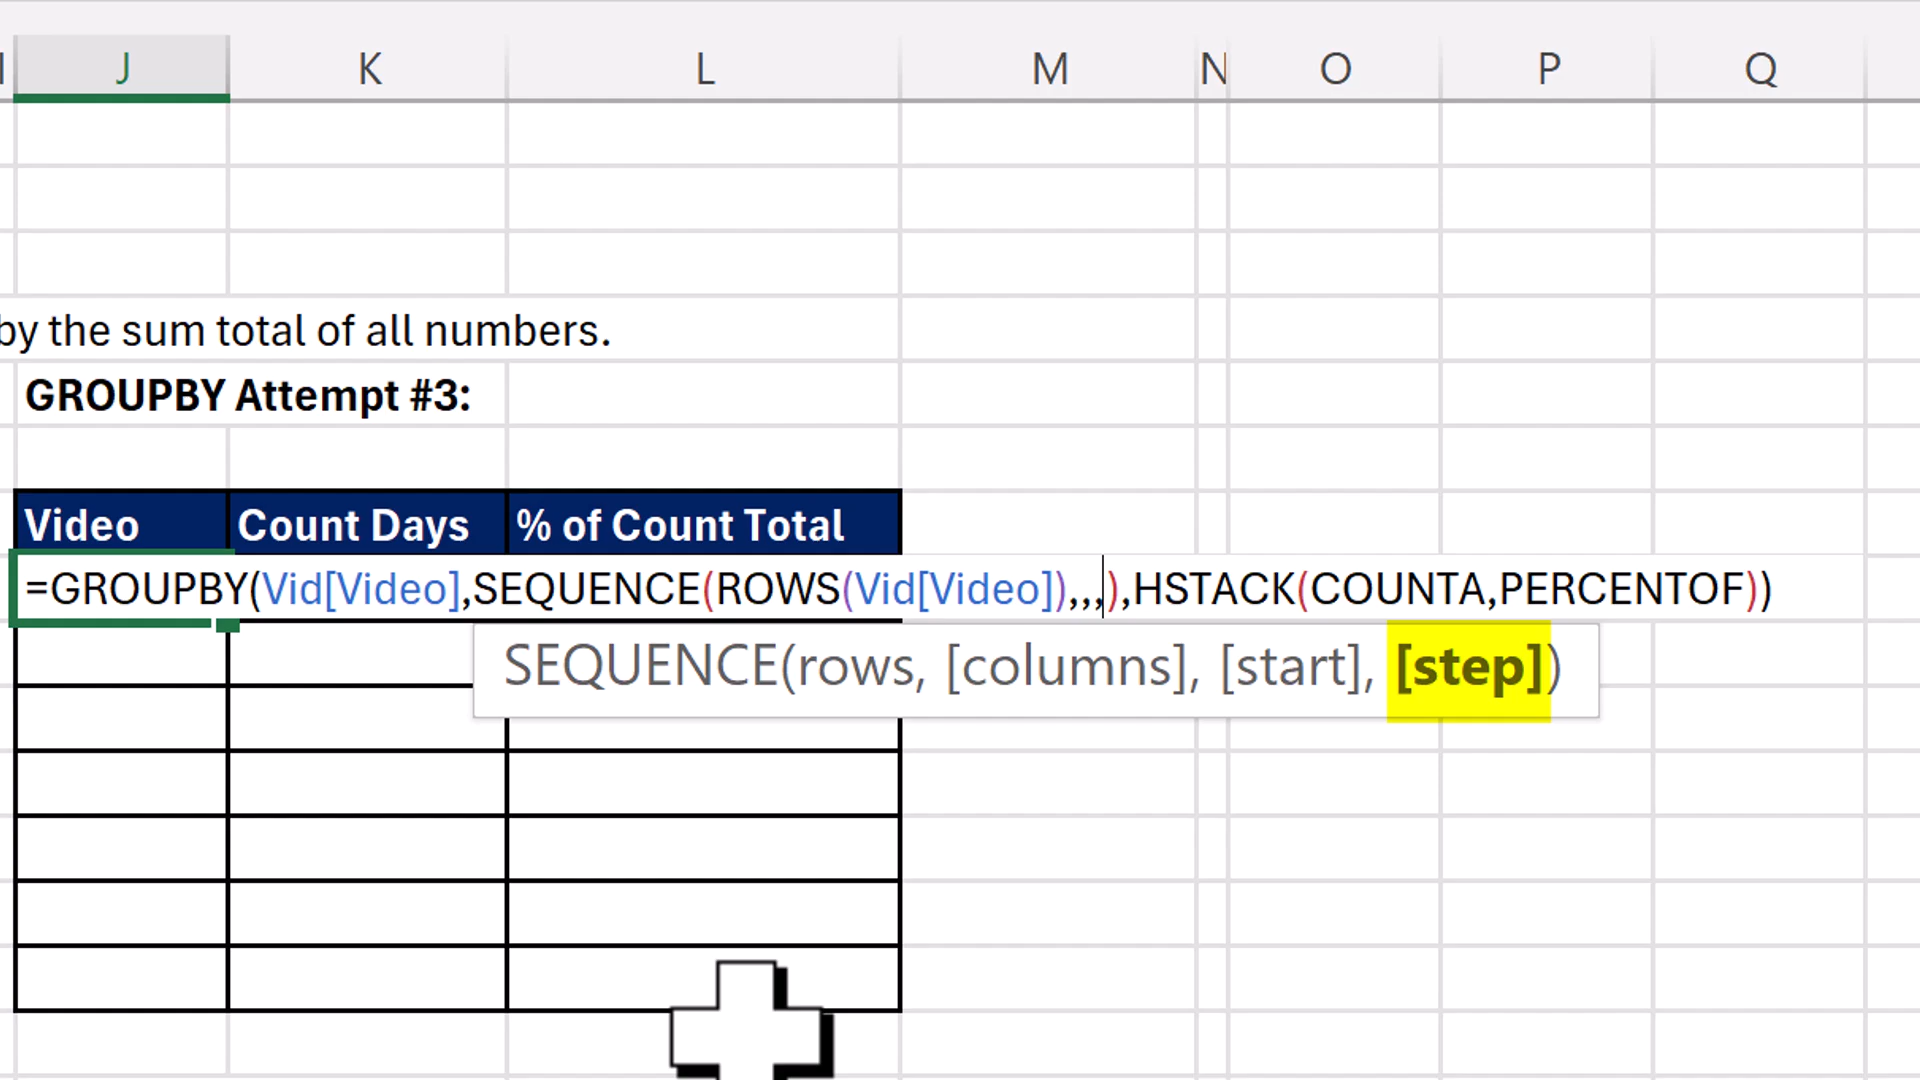 J K L M N O P Q
by the sum total of all numbers.
GROUPBY Attempt #3:
Video Count Days % of Count Total
=GROUPBY(Vid[Video],SEQUENCE(ROWS(Vid[Video]),,,),HSTACK(COUNTA,PERCENTOF))
SEQUENCE(rows, [columns], [start], [step])